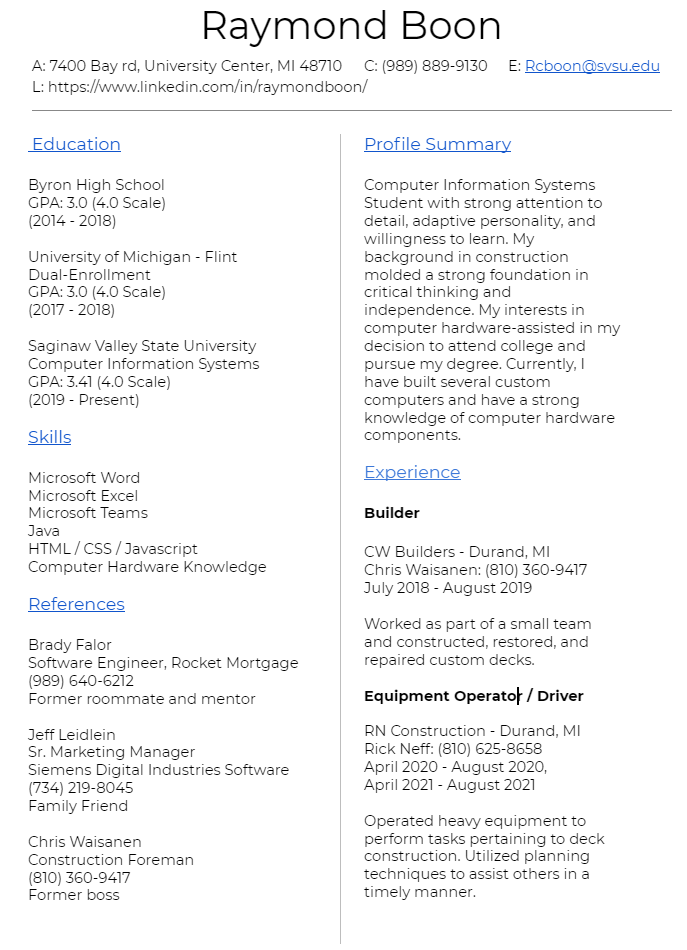 Raymond Boon
A: 7400 Bay rd, University Center, MI 48710 C: (989) 889-9130 E: Rcboon@svsu.edu
L: https://www.linkedin.com/in/raymondboon/
Education
Byron High School
GPA: 3.0 (4.0 Scale)
(2014 - 2018)
University of Michigan - Flint
Dual-Enrollment
GPA: 3.0 (4.0 Scale)
(2017 - 2018)
Saginaw Valley State University
Computer Information Systems
GPA: 3.41 (4.0 Scale)
(2019 - Present)
Skills
Microsoft Word
Microsoft Excel
Microsoft Teams
Java
HTML / CSS / Javascript
Computer Hardware Knowledge
References
Brady Falor
Software Engineer, Rocket Mortgage
(989) 640-6212
Former roommate and mentor
Jeff Leidlein
Sr. Marketing Manager
Siemens Digital Industries Software
(734) 219-8045
Family Friend
Chris Waisanen
Construction Foreman
(810) 360-9417
Former boss
Profile Summary
Computer Information Systems
Student with strong attention to
detail, adaptive personality, and
willingness to learn. My
background in construction
molded a strong foundation in
critical thinking and
independence. My interests in
computer hardware-assisted in my
decision to attend college and
pursue my degree. Currently, I
have built several custom
computers and have a strong
knowledge of computer hardware
components.
Experience
Builder
CW Builders - Durand, MI
Chris Waisanen: (810) 360-9417
July 2018 - August 2019
Worked as part of a small team
and constructed, restored, and
repaired custom decks.
Equipment Operator / Driver
RN Construction - Durand, MI
Rick Neff: (810) 625-8658
April 2020 - August 2020,
April 2021 - August 2021
Operated heavy equipment to
perform tasks pertaining to deck
construction. Utilized planning
techniques to assist others in a
timely manner.